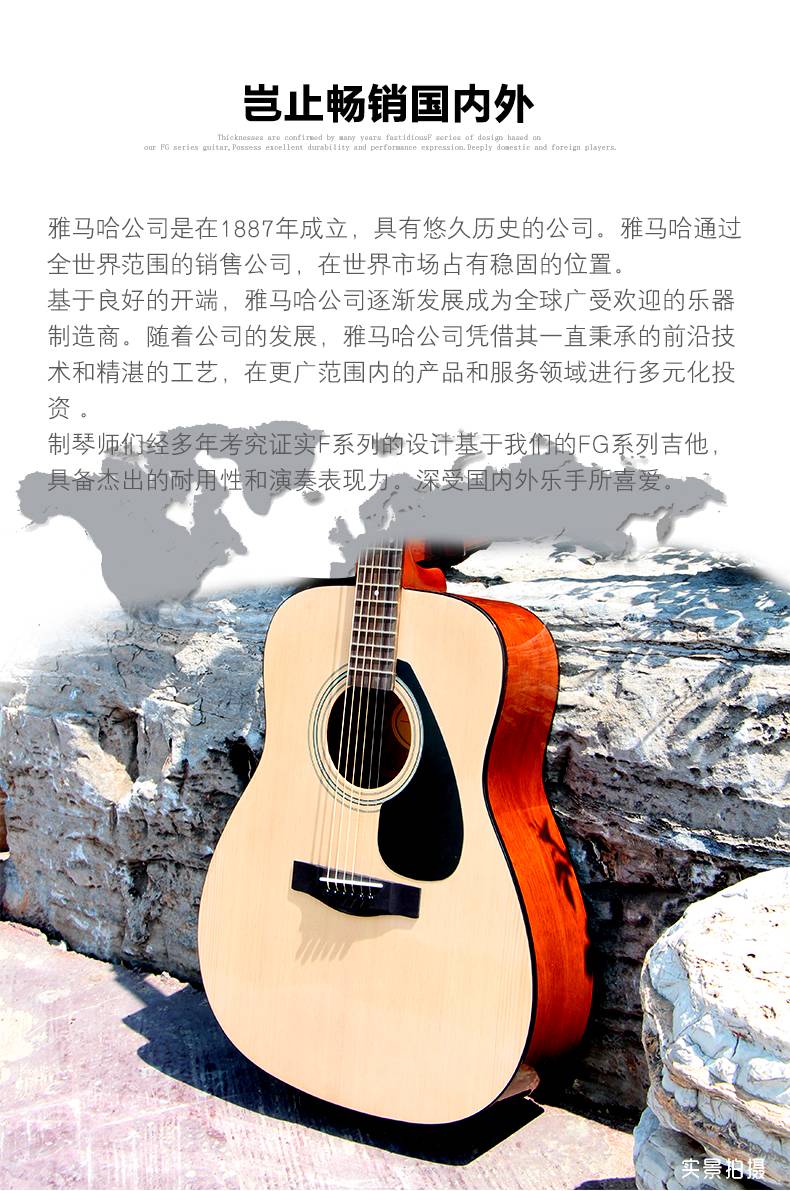 岂止畅销国内外
Thicknesses are confirmed by many years fastidiousF series of design based on
our FG series guitar,Possess excellent durability and performance expression.Deeply domestic and foreign players.
雅马哈公司是在1887年成立，具有悠久历史的公司。雅马哈通过
全世界范围的销售公司，在世界市场占有稳固的位置。
基于良好的开端，雅马哈公司逐渐发展成为全球广受欢迎的乐器
制造商。随着公司的发展，雅马哈公司凭借其一直秉承的前沿技
术和精湛的工艺，在更广范围内的产品和服务领域进行多元化投
资 。
制琴师们经多年考究证实F系列的设计基于我们的FG系列吉他，
具备杰出的耐用性和演奏表现力。深受国内外乐手所喜爱。
实景拍摄